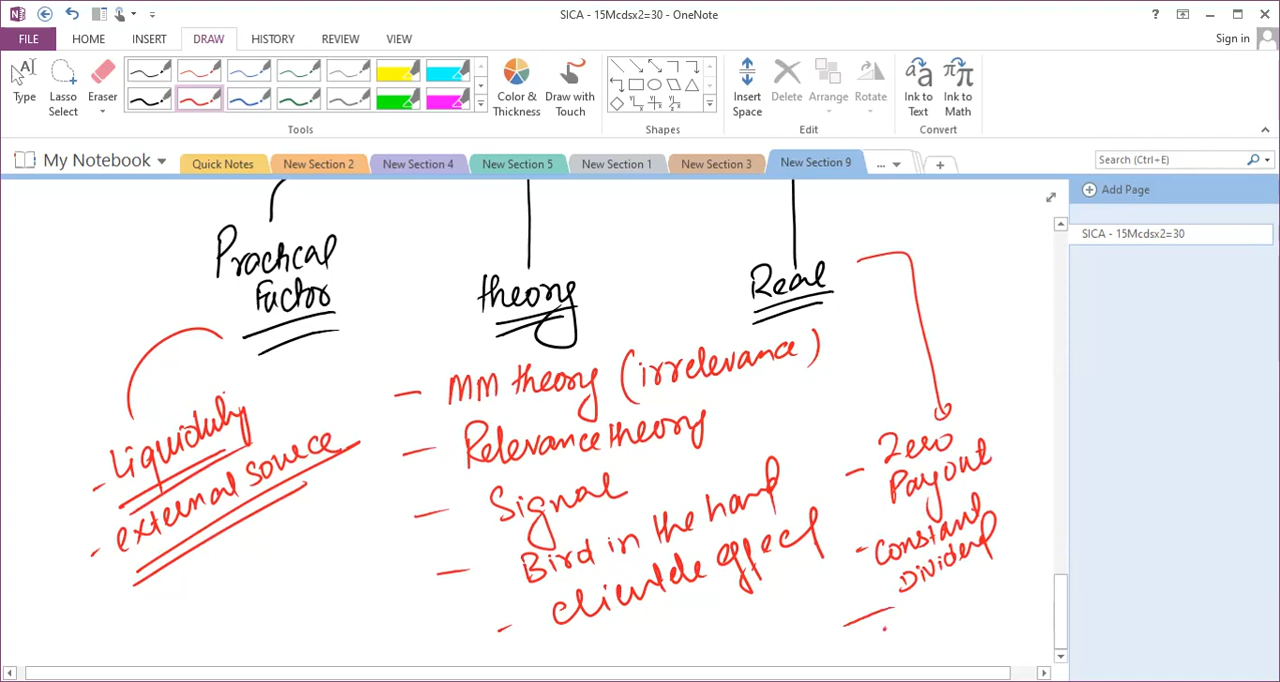 SICA - 15Mcdsx2=30 - OneNote
FILE HOME INSERT DRAW HISTORY REVIEW VIEW
Sign in
Type
Lasso Select
Eraser
Color & Thickness
Draw with Touch
Insert Space
Delete
Arrange
Rotate
Ink to Text
Ink to Math
Tools
Shapes
Edit
Convert
My Notebook
Quick Notes
New Section 2
New Section 4
New Section 5
New Section 1
New Section 3
New Section 9
...
Search (Ctrl+E)
Add Page
SICA - 15Mcdsx2=30
Practical
Factor
theory
Real
- Liquidity
- external source
- MM theory (irrelevance)
- Relevance theory
- Signal
- Bird in the hand
- clientele effect
- Zero
Payout
- Constant
Dividend